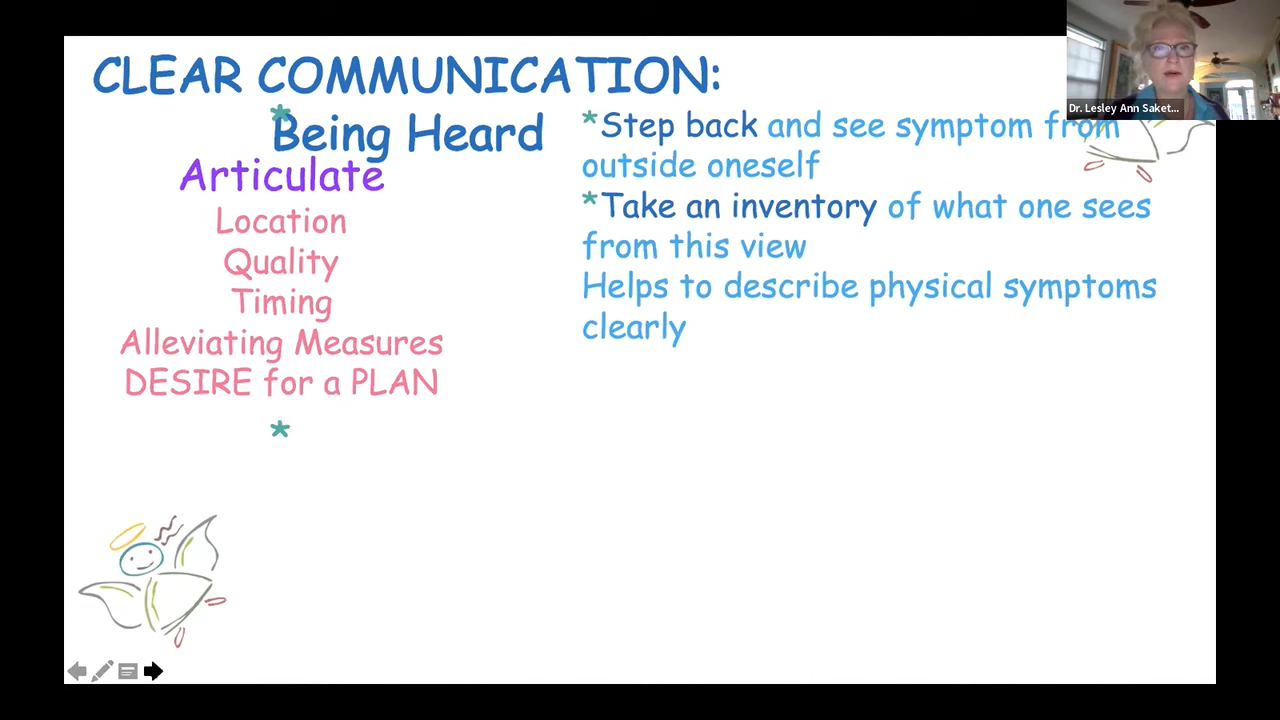 CLEAR COMMUNICATION:
*
Being Heard
Articulate
Location
Quality
Timing
Alleviating Measures
DESIRE for a PLAN
*
*Step back and see symptom from
outside oneself
*Take an inventory of what one sees
from this view
Helps to describe physical symptoms
clearly
Dr. Lesley Ann Saket...